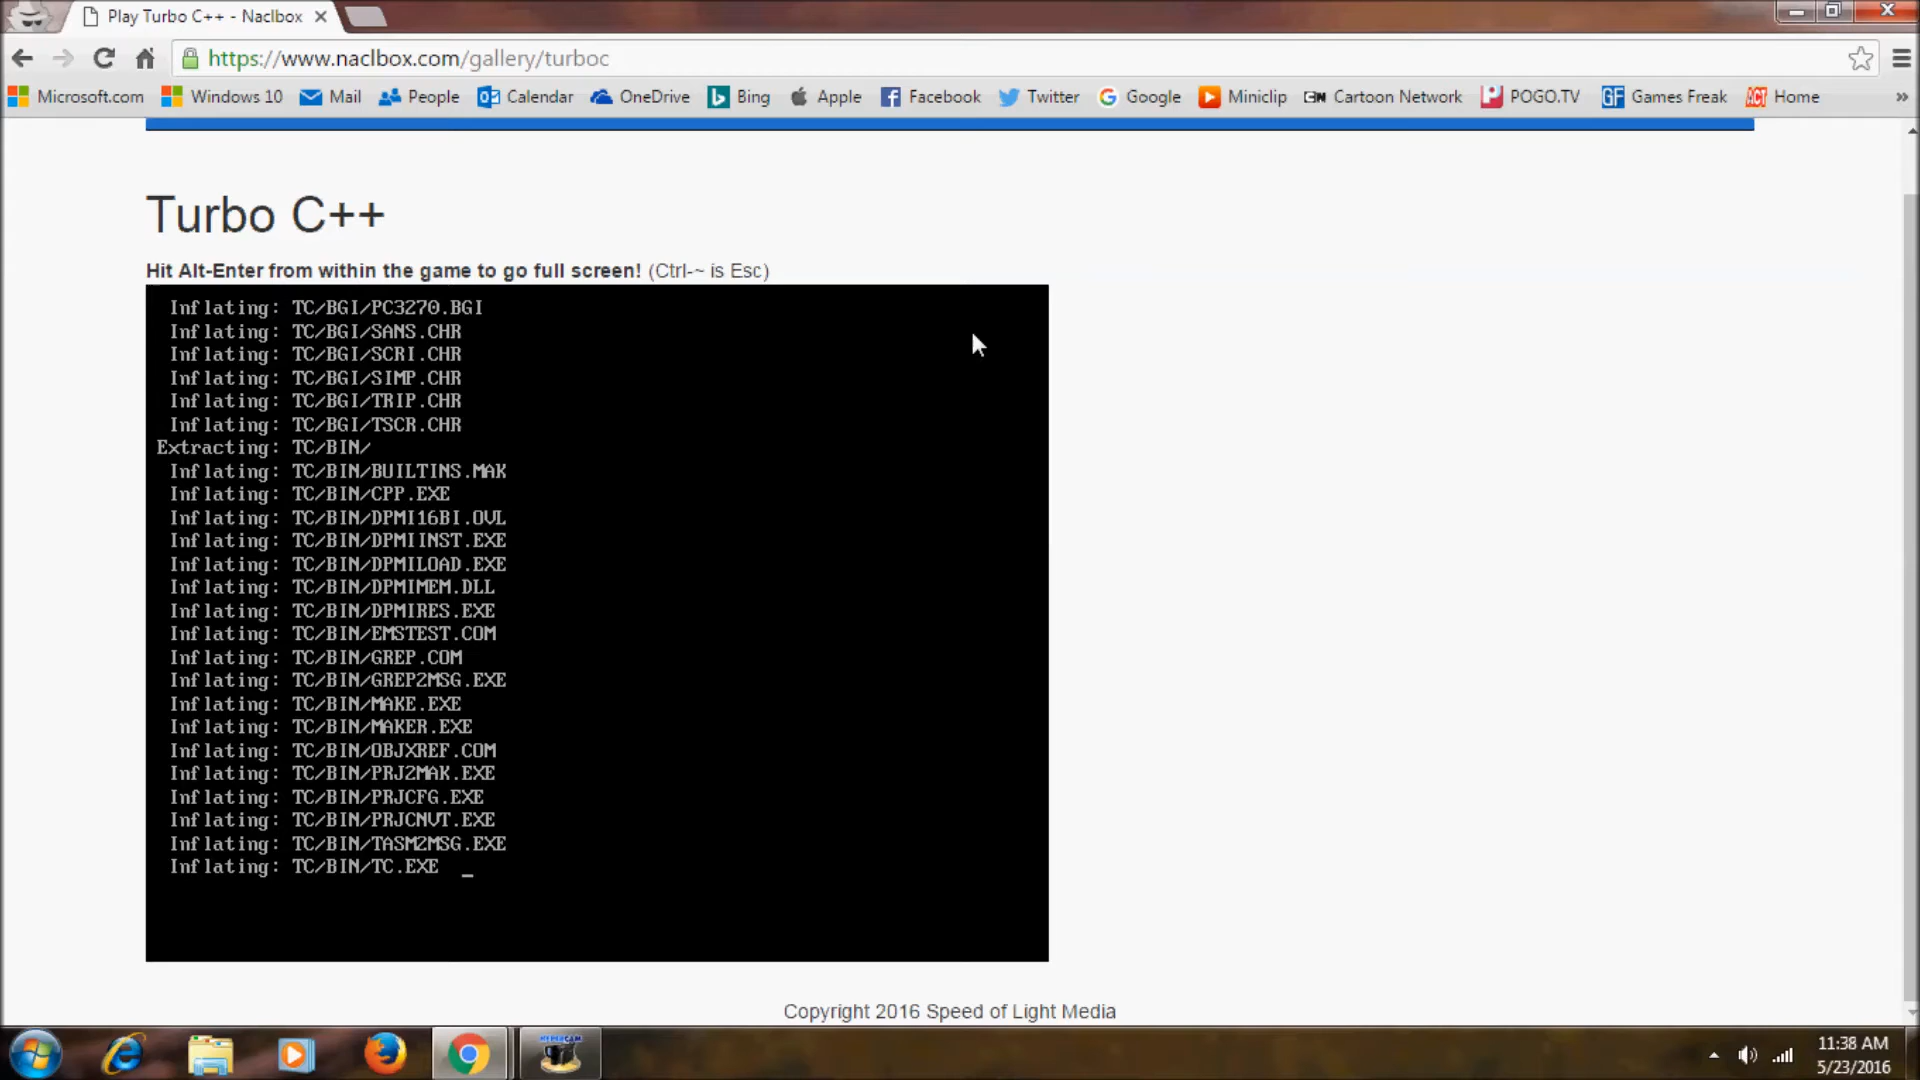 Play Turbo C++ - Naclbox
https://www.naclbox.com/gallery/turboc
Microsoft.com Windows 10 Mail People Calendar OneDrive Bing Apple Facebook Twitter Google Miniclip Cartoon Network POGO.TV Games Freak Home »
Turbo C++
Hit Alt-Enter from within the game to go full screen! (Ctrl-~ is Esc)
Inflating: TC/BGI/PC3270.BGI
Inflating: TC/BGI/SANS.CHR
Inflating: TC/BGI/SCRI.CHR
Inflating: TC/BGI/SIMP.CHR
Inflating: TC/BGI/TRIP.CHR
Inflating: TC/BGI/TSCR.CHR
Extracting: TC/BIN/
Inflating: TC/BIN/BUILTINS.MAK
Inflating: TC/BIN/CPP.EXE
Inflating: TC/BIN/DPMI16BI.OVL
Inflating: TC/BIN/DPMIINST.EXE
Inflating: TC/BIN/DPMILOAD.EXE
Inflating: TC/BIN/DPMIMEM.DLL
Inflating: TC/BIN/DPMIRES.EXE
Inflating: TC/BIN/EMSTEST.COM
Inflating: TC/BIN/GREP.COM
Inflating: TC/BIN/GREP2MSG.EXE
Inflating: TC/BIN/MAKE.EXE
Inflating: TC/BIN/MAKER.EXE
Inflating: TC/BIN/OBJXREF.COM
Inflating: TC/BIN/PRJ2MAK.EXE
Inflating: TC/BIN/PRJCFG.EXE
Inflating: TC/BIN/PRJCNVT.EXE
Inflating: TC/BIN/TASM2MSG.EXE
Inflating: TC/BIN/TC.EXE _
Copyright 2016 Speed of Light Media
HYPERCAM
11:38 AM
5/23/2016